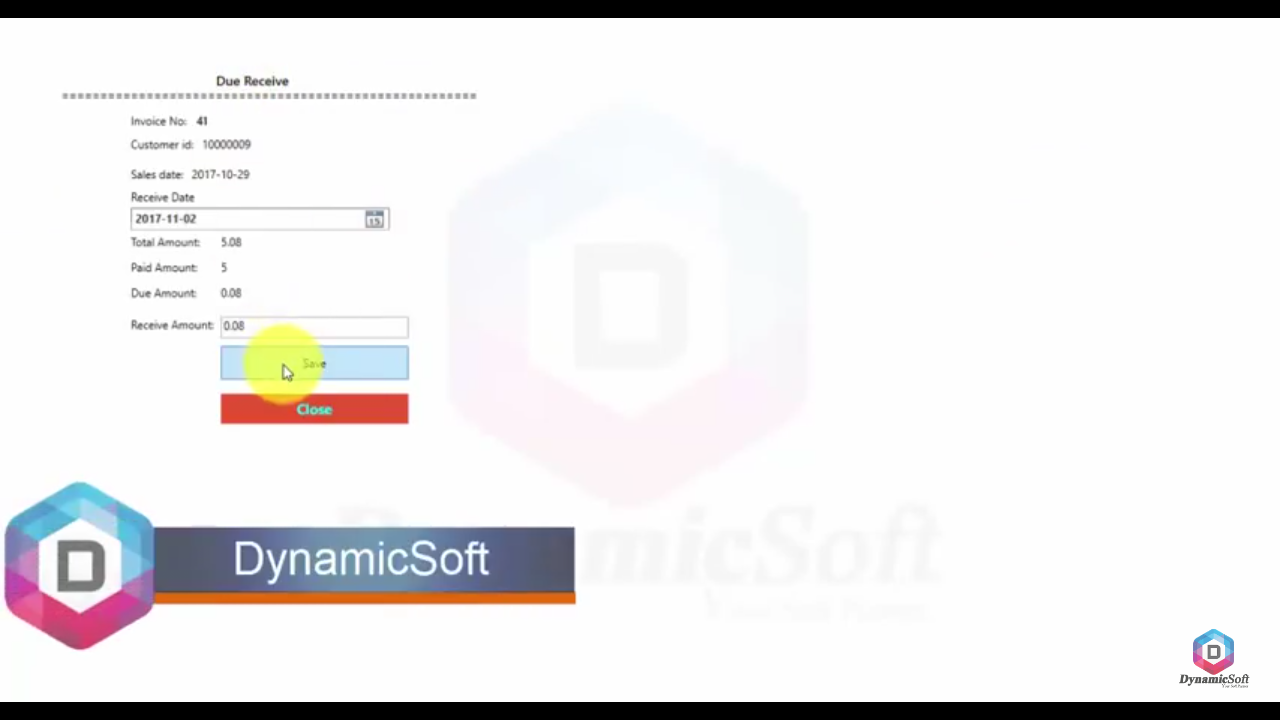 Due Receive
Invoice No: 41
Customer id: 10000009
Sales date: 2017-10-29
Receive Date
2017-11-02
15
Total Amount: 5.08
Paid Amount: 5
Due Amount: 0.08
Receive Amount: 0.08
Save
Close
D
DynamicSoft
D
DynamicSoft
D
DynamicSoft